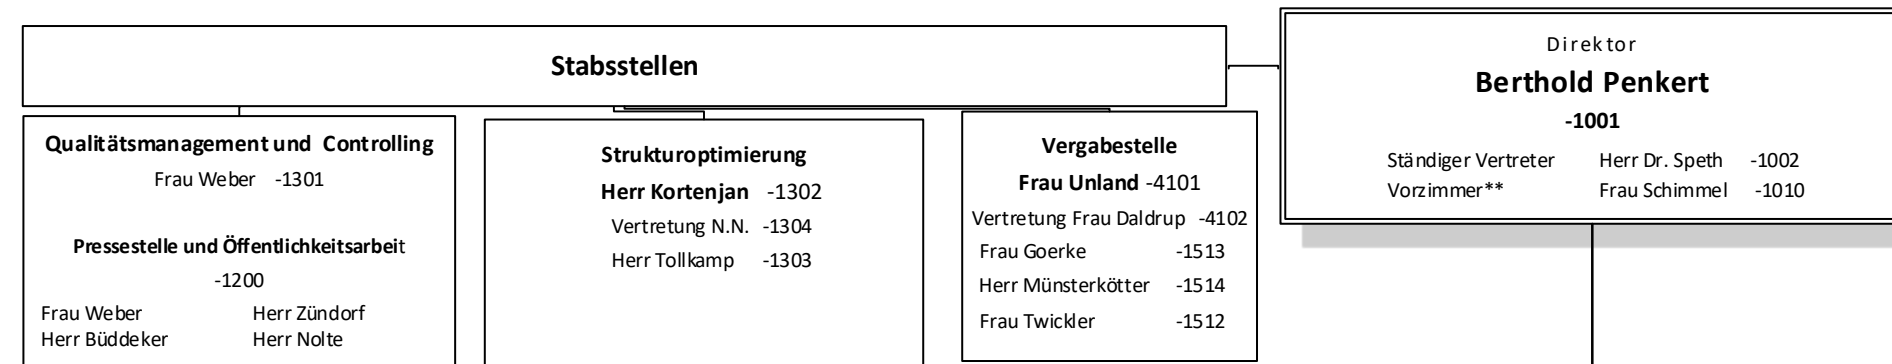 Stabsstellen
Direktor
Berthold Penkert
-1001
Ständiger Vertreter Herr Dr. Speth -1002
Vorzimmer** Frau Schimmel -1010
Qualitätsmanagement und Controlling
Frau Weber -1301
Pressestelle und Öffentlichkeitsarbeit
-1200
Frau Weber Herr Zündorf
Herr Büddeker Herr Nolte
Strukturoptimierung
Herr Kortenjan -1302
Vertretung N.N. -1304
Herr Tollkamp -1303
Vergabestelle
Frau Unland -4101
Vertretung Frau Daldrup -4102
Frau Goerke -1513
Herr Münsterkötter -1514
Frau Twickler -1512